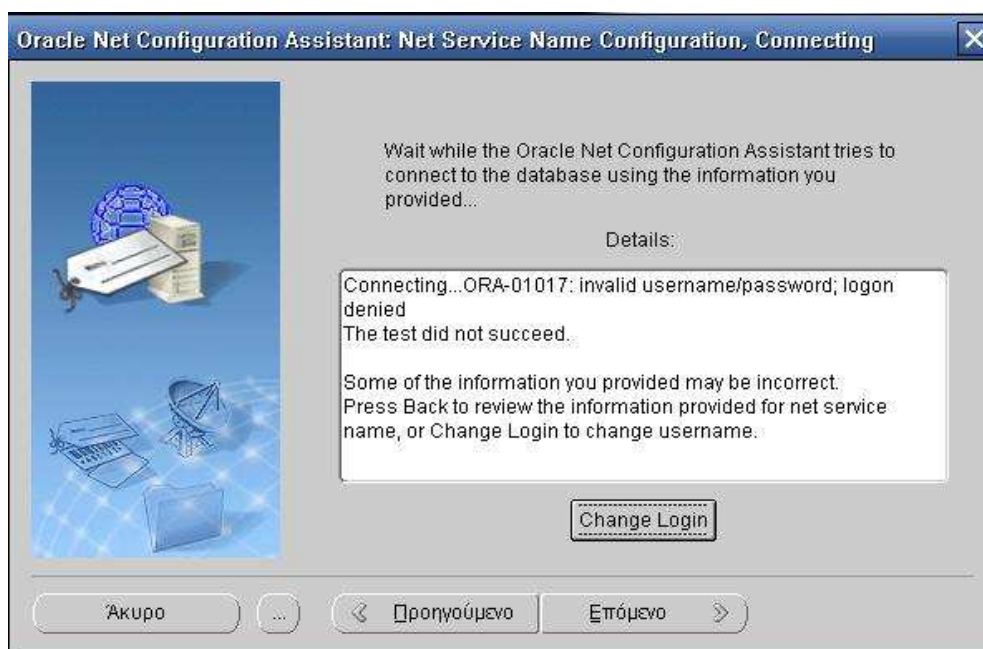 Oracle Net Configuration Assistant: Net Service Name Configuration, Connecting
Wait while the Oracle Net Configuration Assistant tries to
connect to the database using the information you
provided...
Details:
Connecting...ORA-01017: invalid username/password; logon
denied
The test did not succeed.
Some of the information you provided may be incorrect.
Press Back to review the information provided for net service
name, or Change Login to change username.
Change Login
Άκυρο
...
Προηγούμενο
Επόμενο